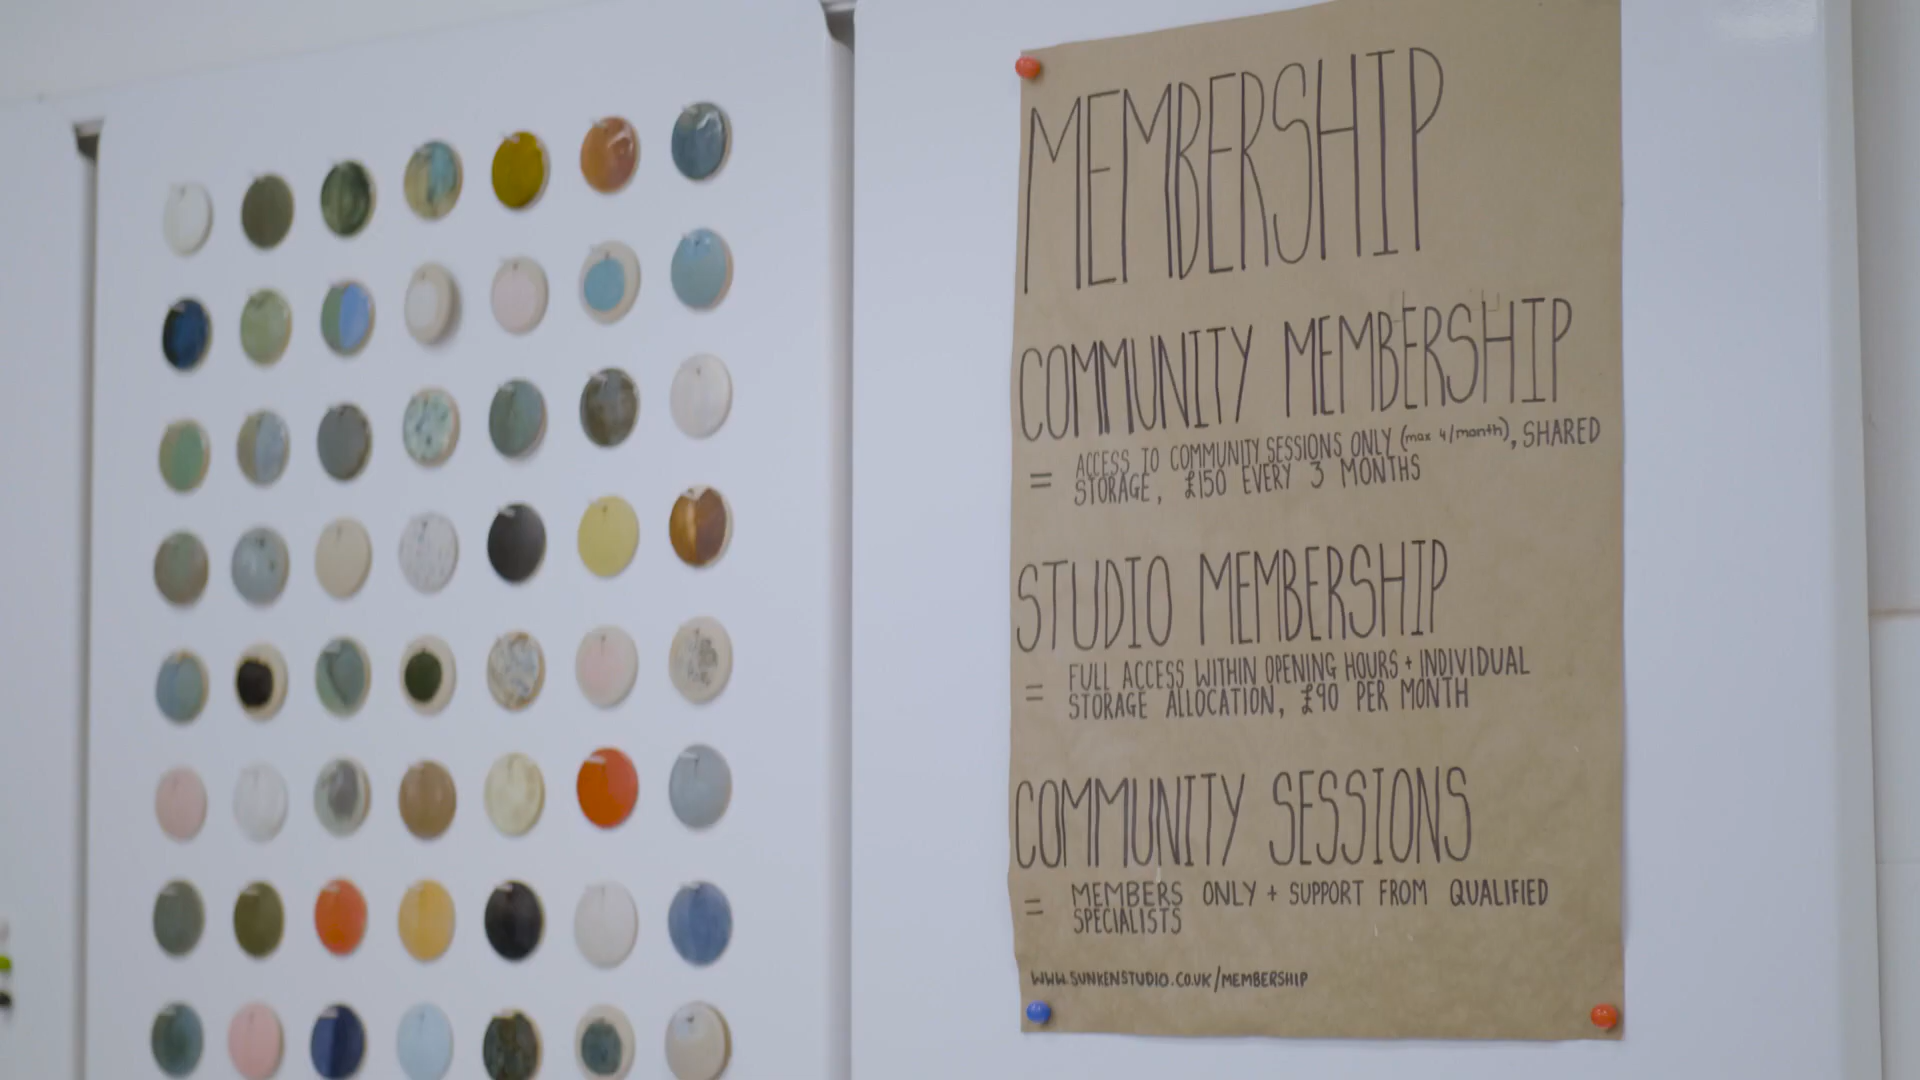 MEMBERSHIP
COMMUNITY MEMBERSHIP
= ACCESS TO COMMUNITY SESSIONS ONLY (max 4/month), SHARED
STORAGE, £150 EVERY 3 MONTHS
STUDIO MEMBERSHIP
= FULL ACCESS WITHIN OPENING HOURS + INDIVIDUAL
STORAGE ALLOCATION, £90 PER MONTH
COMMUNITY SESSIONS
= MEMBERS ONLY + SUPPORT FROM QUALIFIED
SPECIALISTS
WWW.SUNKENSTUDIO.CO.UK/MEMBERSHIP